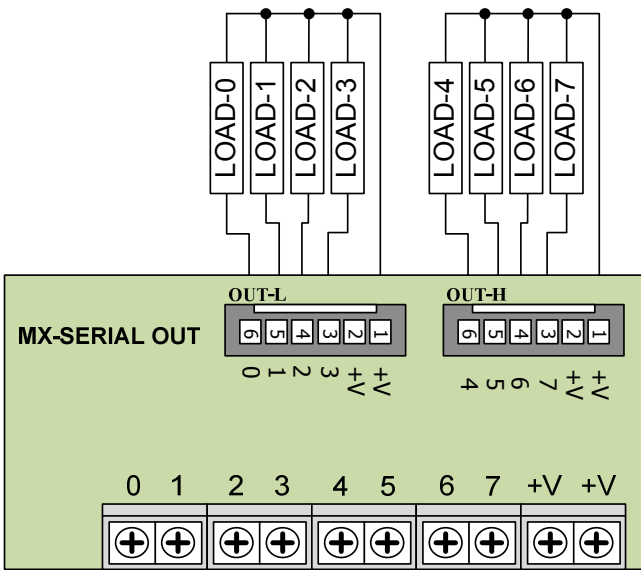 LOAD-0 LOAD-1 LOAD-2 LOAD-3 LOAD-4 LOAD-5 LOAD-6 LOAD-7
OUT-L OUT-H
MX-SERIAL OUT
6 5 4 3 2 1 6 5 4 3 2 1
0 1 2 3 +V +V 4 5 6 7 +V +V
0 1 2 3 4 5 6 7 +V +V